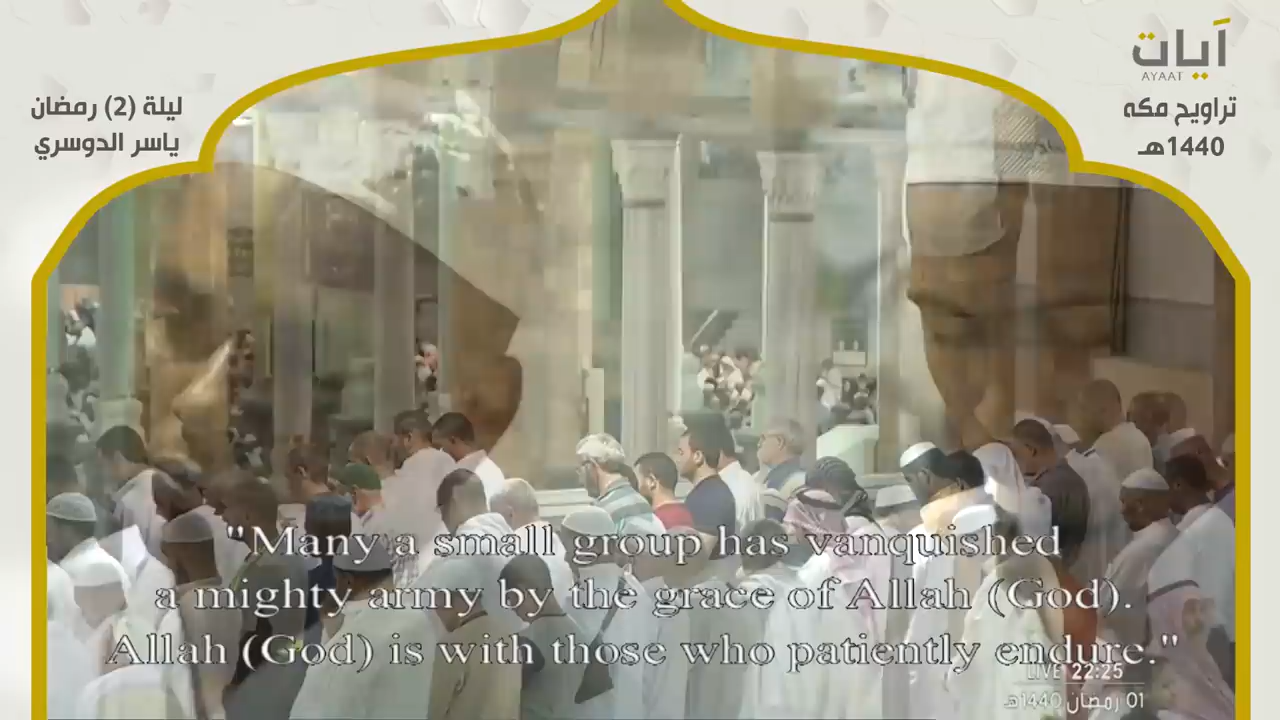 آيات
AYAAT
تراويح مكه
1440هـ
ليلة (2) رمضان
ياسر الدوسري
"Many a small group has vanquished
a mighty army by the grace of Allah (God).
Allah (God) is with those who patiently endure."
LIVE 22:25
01 رمضان 1440هـ